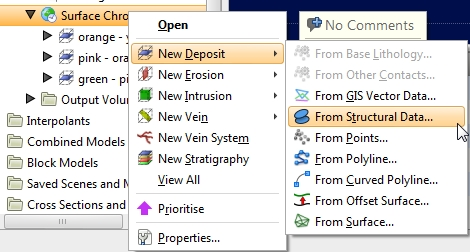 Surface Chro
orange - y
pink - ora
green - pi
Output Volum
Interpolants
Combined Models
Block Models
Saved Scenes and M
Cross Sections and
Open
New Deposit
New Erosion
New Intrusion
New Vein
New Vein System
New Stratigraphy
View All
Prioritise
Properties...
No Comments
From Base Lithology...
From Other Contacts...
From GIS Vector Data...
From Structural Data...
From Points...
From Polyline...
From Curved Polyline...
From Offset Surface...
From Surface...